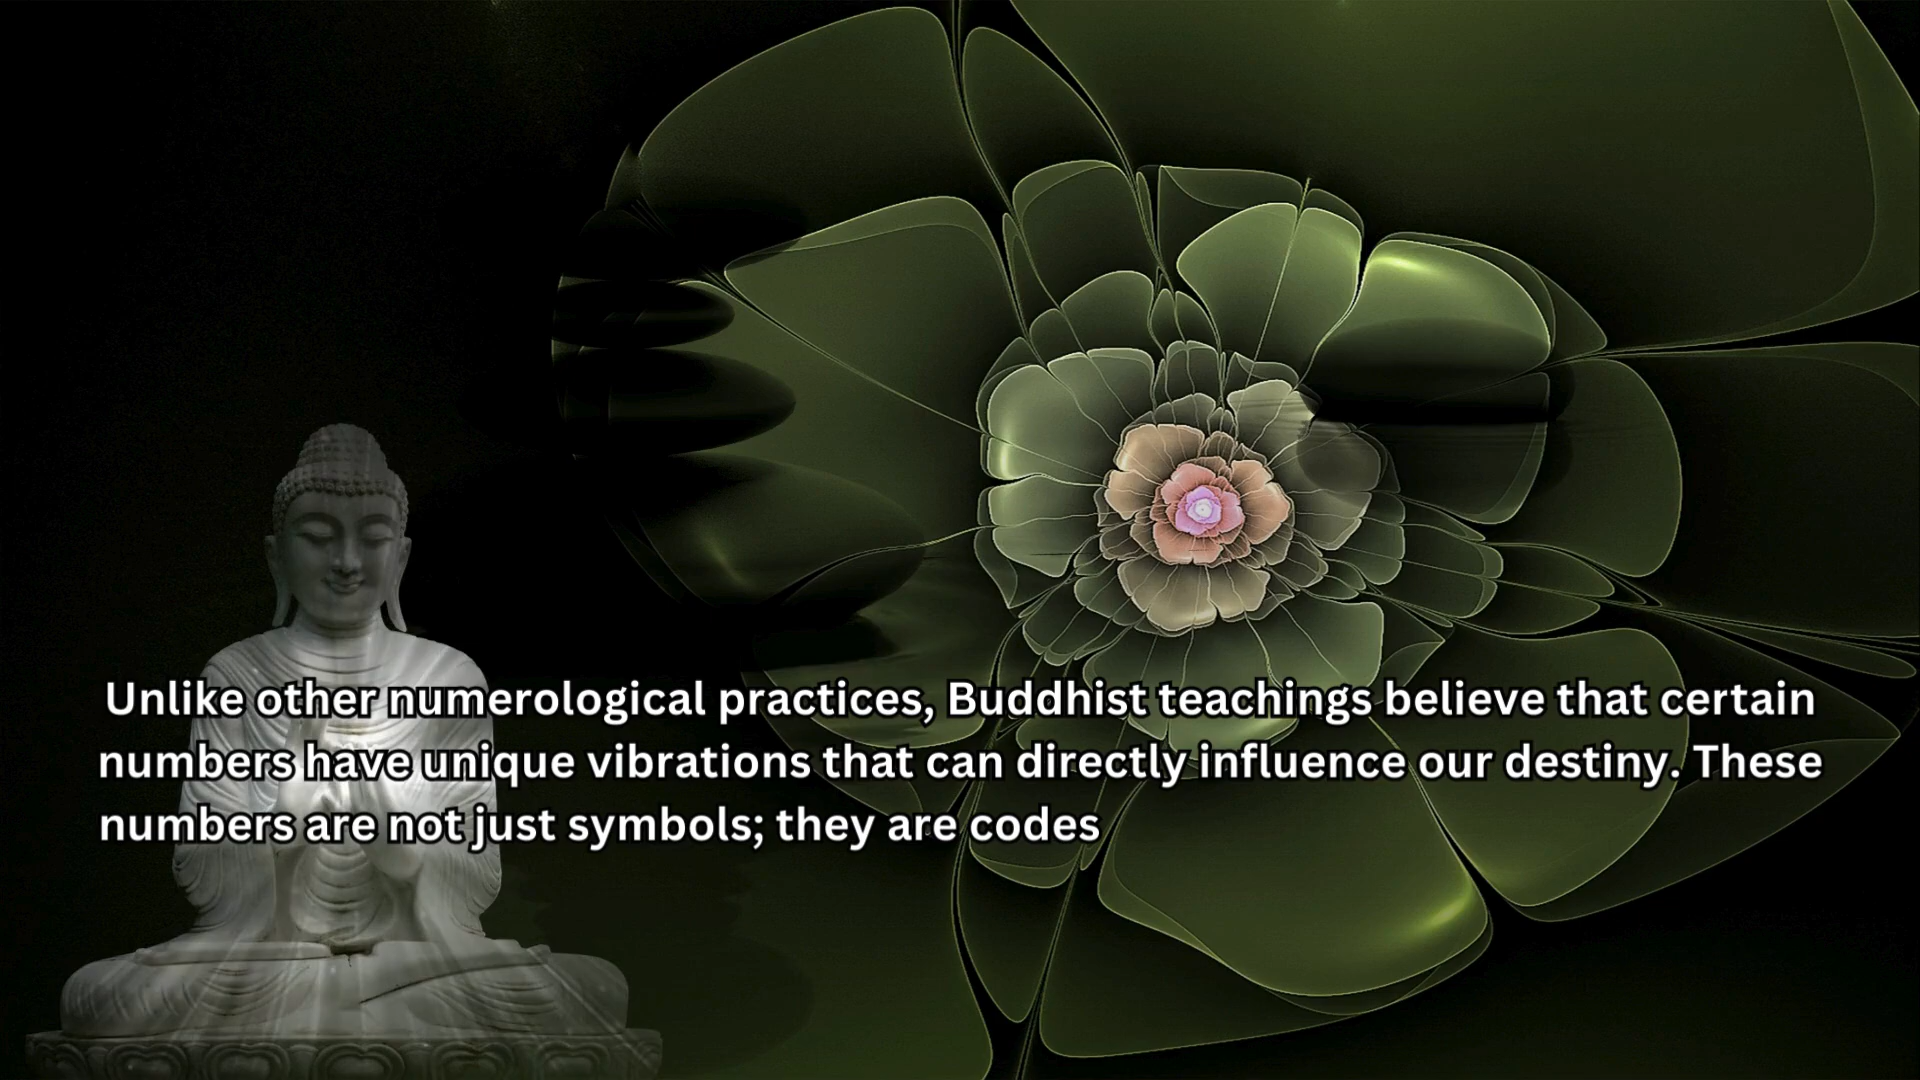 Unlike other numerological practices, Buddhist teachings believe that certain
numbers have unique vibrations that can directly influence our destiny. These
numbers are not just symbols; they are codes